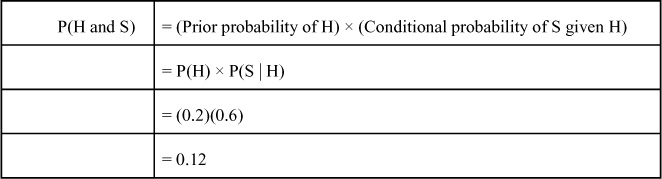 P(H and S) = (Prior probability of H) × (Conditional probability of S given H)
= P(H) × P(S | H)
= (0.2)(0.6)
= 0.12